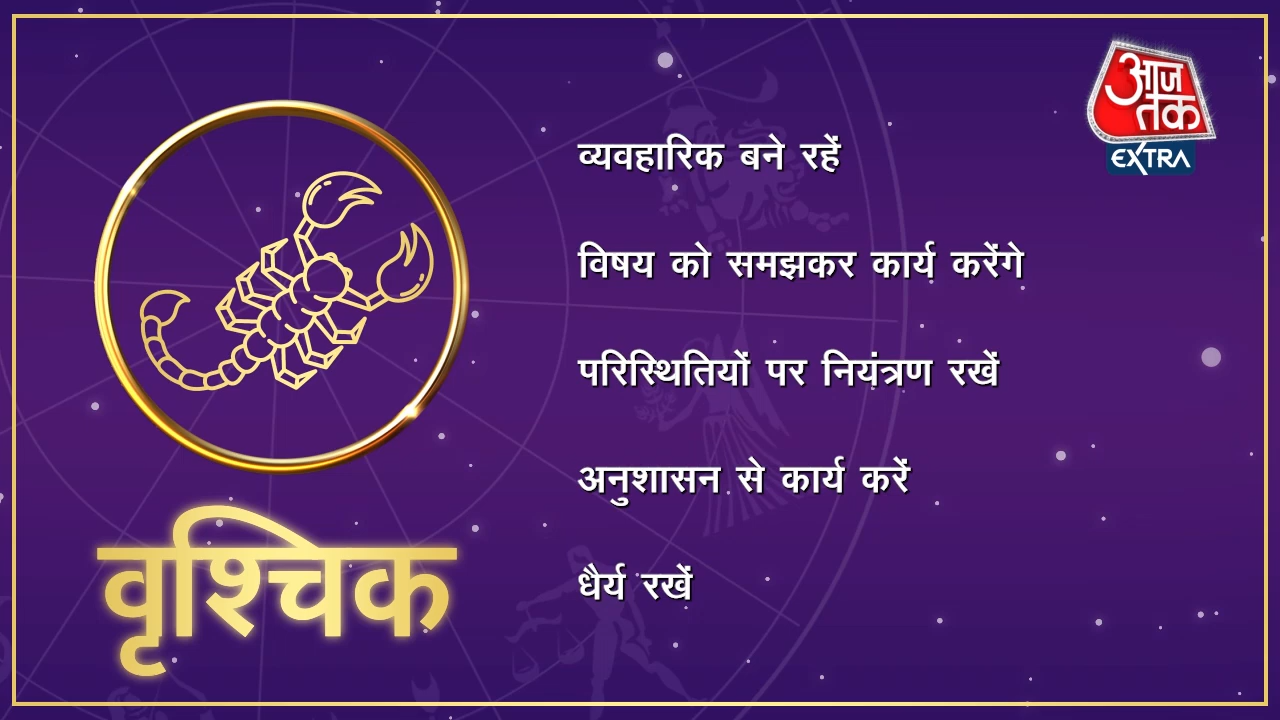 आज
तक
EXTRA
व्यवहारिक बने रहें
विषय को समझकर कार्य करेंगे
परिस्थितियों पर नियंत्रण रखें
अनुशासन से कार्य करें
धैर्य रखें
वृश्चिक